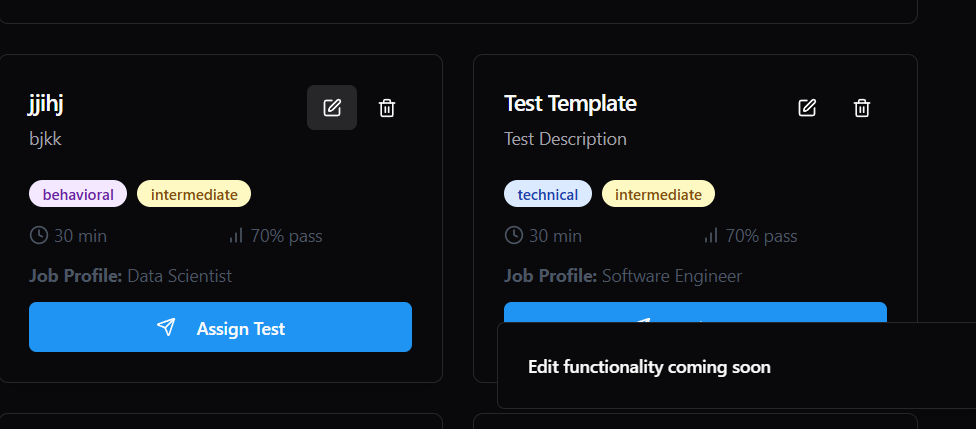 jjihj
bjkk
behavioral intermediate
30 min 70% pass
Job Profile: Data Scientist
Assign Test
Test Template
Test Description
technical intermediate
30 min 70% pass
Job Profile: Software Engineer
Edit functionality coming soon